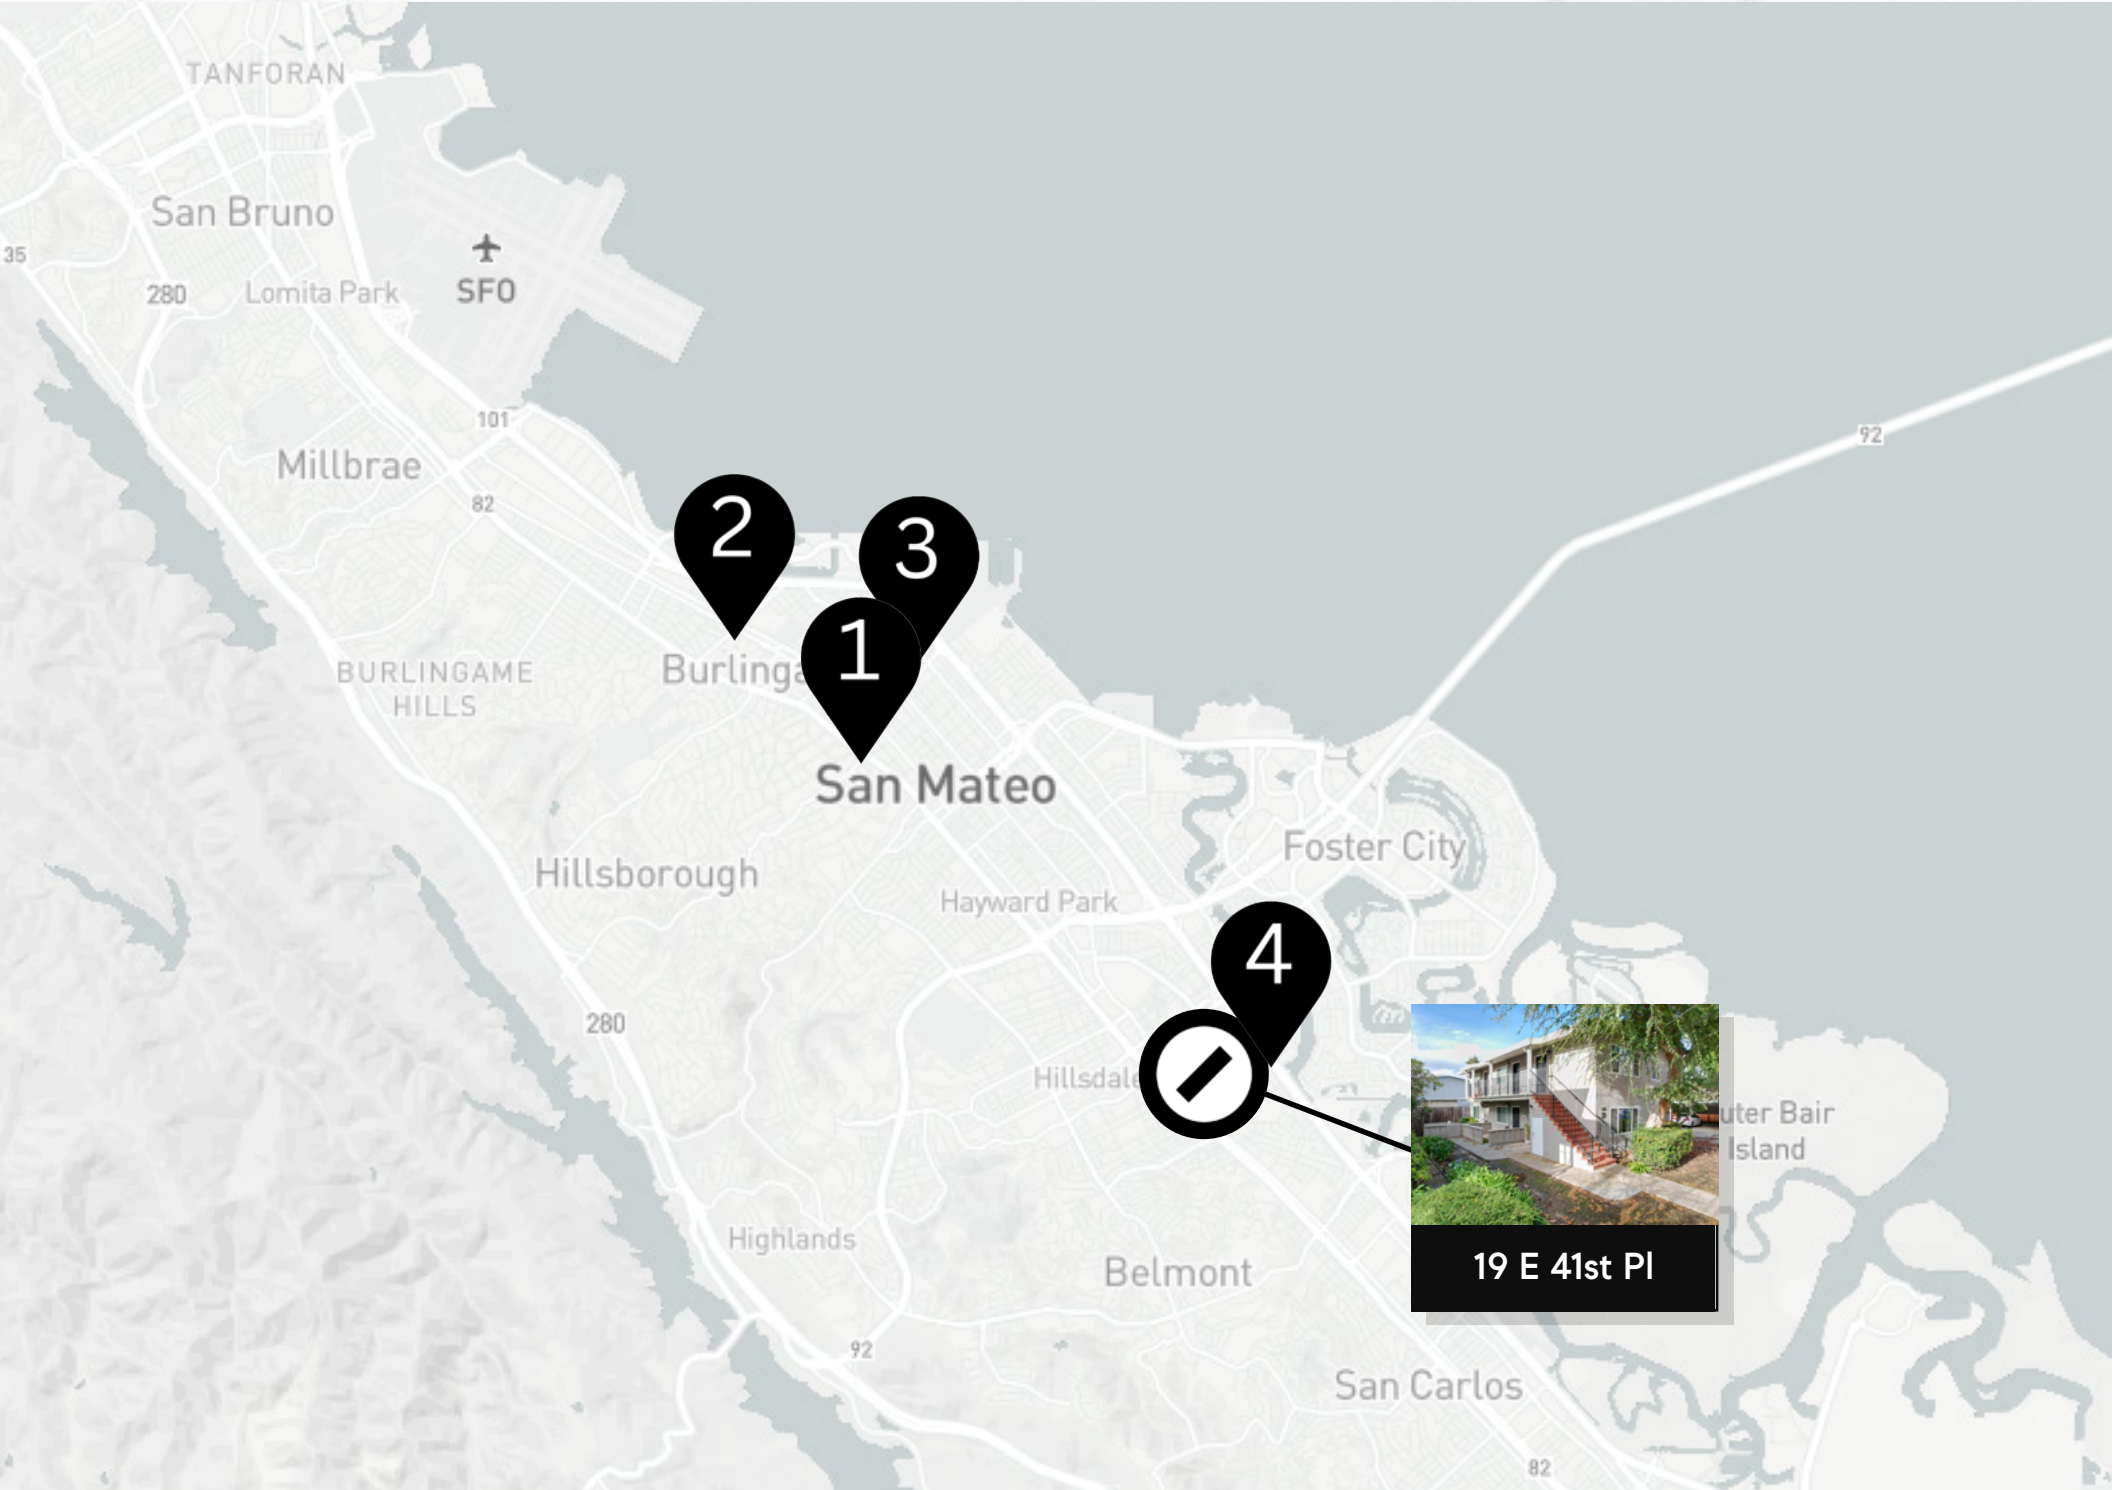 TANFORAN
San Bruno
35
SFO
280
Lomita Park
101
92
Millbrae
82
2
3
1
BURLINGAME
HILLS
San Mateo
Foster City
Hillsborough
Hayward Park
4
280
Hillsdale
Island
Highlands
Belmont
19 E 41st Pl
92
San Carlos
82